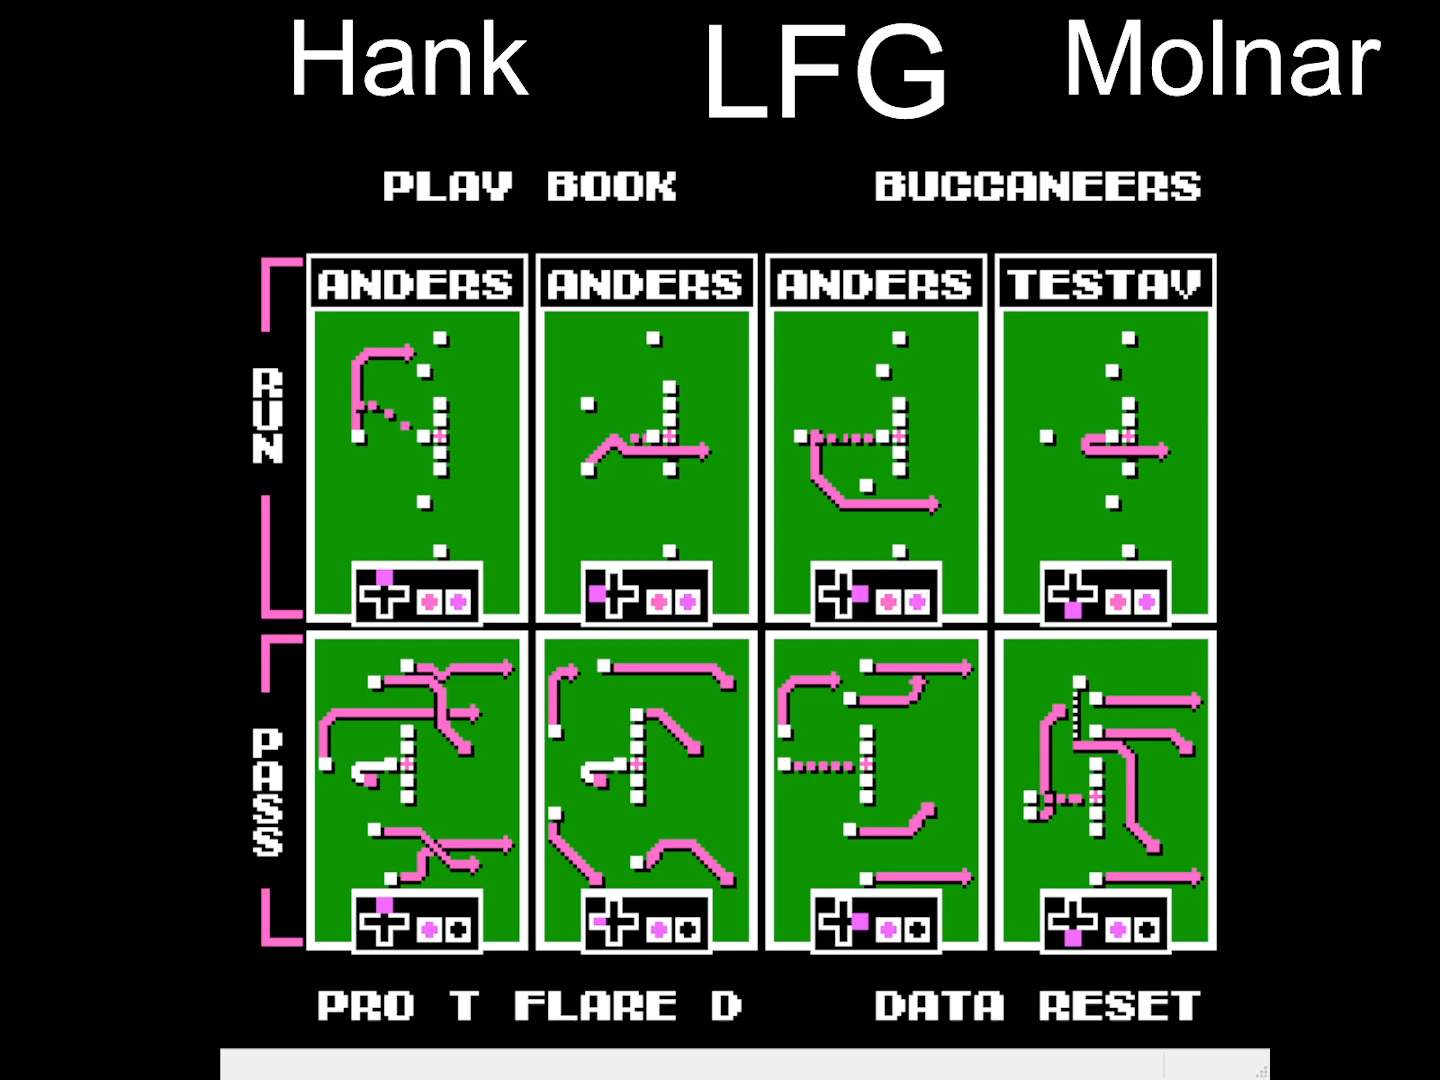 Hank LFG Molnar
PLAY BOOK BUCCANEERS
ANDERS ANDERS ANDERS TESTAV
RUN
PASS
PRO T FLARE D DATA RESET